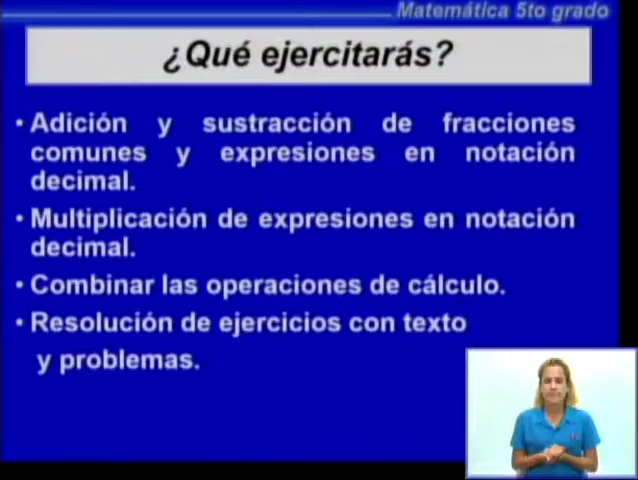 Matemática 5to grado
¿Qué ejercitarás?
• Adición y sustracción de fracciones
comunes y expresiones en notación
decimal.
• Multiplicación de expresiones en notación
decimal.
• Combinar las operaciones de cálculo.
• Resolución de ejercicios con texto
y problemas.